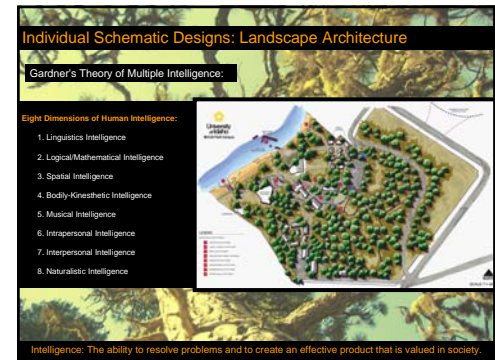 Individual Schematic Designs: Landscape Architecture
Gardner's Theory of Multiple Intelligence:
Eight Dimensions of Human Intelligence:
1. Linguistics Intelligence
2. Logical/Mathematical Intelligence
3. Spatial Intelligence
4. Bodily-Kinesthetic Intelligence
5. Musical Intelligence
6. Intrapersonal Intelligence
7. Interpersonal Intelligence
8. Naturalistic Intelligence
University
of Idaho
LEGEND
Intelligence: The ability to resolve problems and to create an effective product that is valued in society.